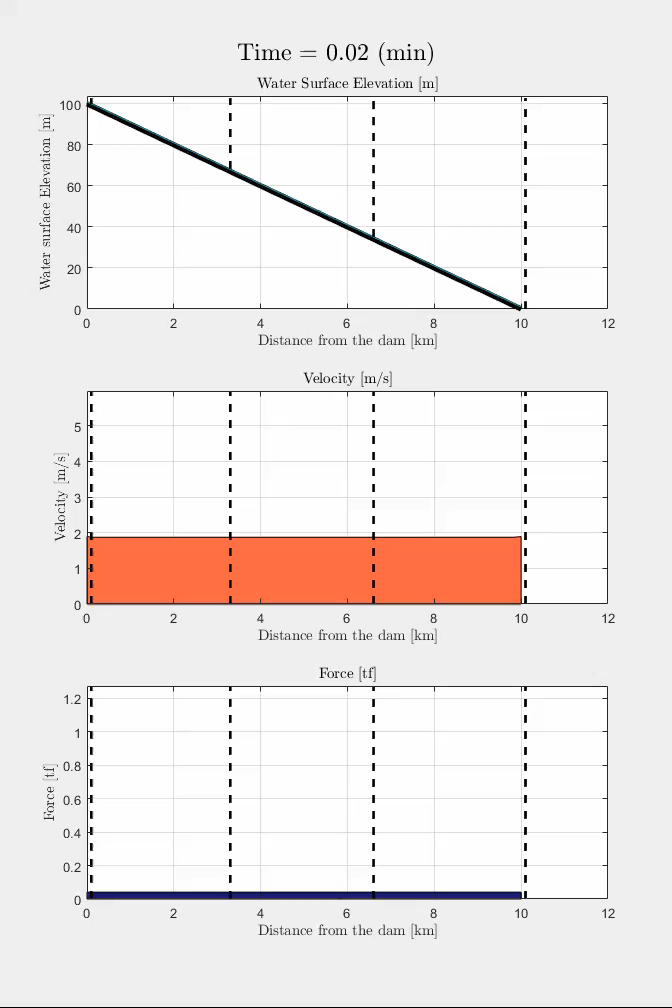 Time = 0.02 (min)
Water Surface Elevation [m]
Water surface Elevation [m]
100
80
60
40
20
0
0 2 4 6 8 10 12
Distance from the dam [km]
Velocity [m/s]
Velocity [m/s]
5
4
3
2
1
0
0 2 4 6 8 10 12
Distance from the dam [km]
Force [tf]
Force [tf]
1.2
1
0.8
0.6
0.4
0.2
0
0 2 4 6 8 10 12
Distance from the dam [km]